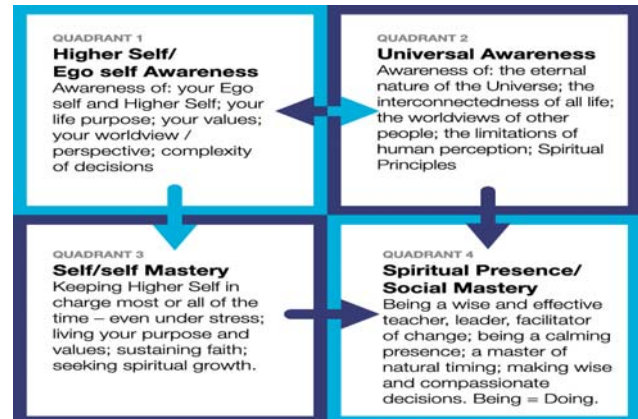 QUADRANT 1
Higher Self/
Ego self Awareness
Awareness of: your Ego
self and Higher Self; your
life purpose; your values;
your worldview /
perspective; complexity
of decisions
QUADRANT 2
Universal Awareness
Awareness of: the eternal
nature of the Universe; the
interconnectedness of all life;
the worldviews of other
people; the limitations of
human perception; Spiritual
Principles
QUADRANT 3
Self/self Mastery
Keeping Higher Self in
charge most or all of the
time – even under stress;
living your purpose and
values; sustaining faith;
seeking spiritual growth.
QUADRANT 4
Spiritual Presence/
Social Mastery
Being a wise and effective
teacher, leader, facilitator
of change; being a calming
presence; a master of
natural timing; making wise
and compassionate
decisions. Being = Doing.